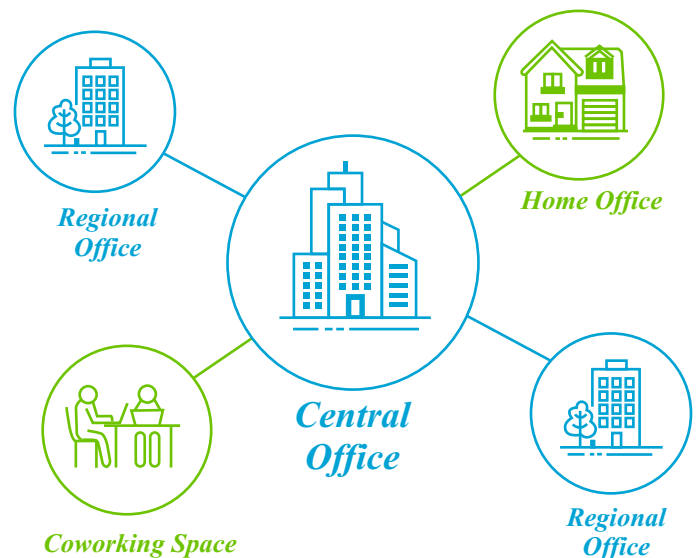 Regional
Office
Home Office
Central
Office
Coworking Space
Regional
Office